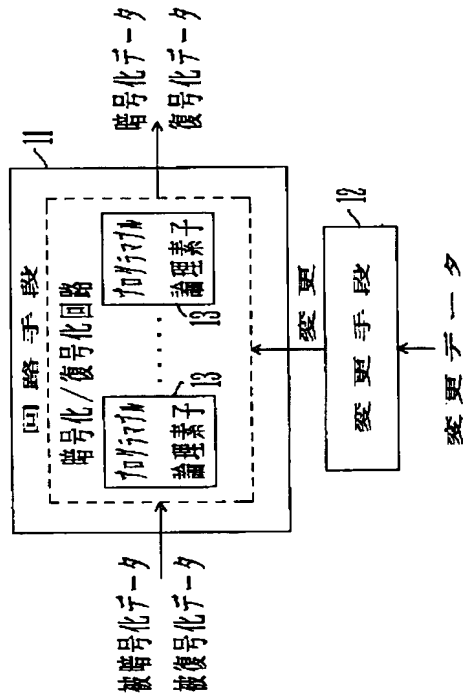 回路手段
11
暗号化/復号化回路
プログラマブル
論理素子
13
・・・・
プログラマブル
論理素子
13
被暗号化データ
被復号化データ
暗号化データ
復号化データ
変更
変更手段
12
変更データ